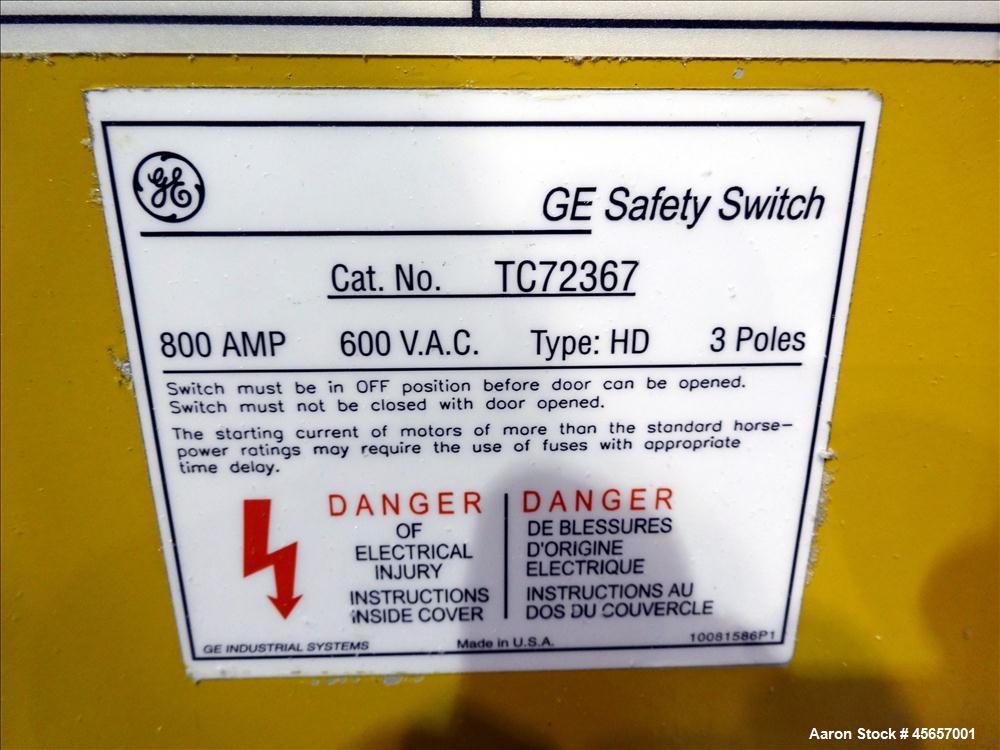 GE
GE Safety Switch
Cat. No. TC72367
800 AMP 600 V.A.C. Type: HD 3 Poles
Switch must be in OFF position before door can be opened.
Switch must not be closed with door opened.
The starting current of motors of more than the standard horse-
power ratings may require the use of fuses with appropriate
time delay.
DANGER
OF
ELECTRICAL
INJURY
INSTRUCTIONS
INSIDE COVER
DANGER
DE BLESSURES
D'ORIGINE
ELECTRIQUE
INSTRUCTIONS AU
DOS DU COUVERCLE
GE INDUSTRIAL SYSTEMS Made in U.S.A. 10081586P1
Aaron Stock # 45657001